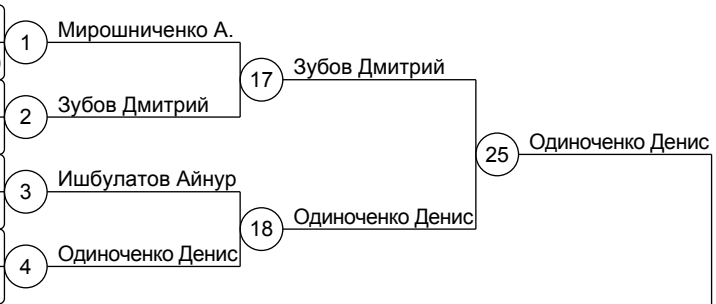 1 Мирошниченко А.
17 Зубов Дмитрий
2 Зубов Дмитрий
25 Одиноченко Денис
3 Ишбулатов Айнур
18 Одиноченко Денис
4 Одиноченко Денис